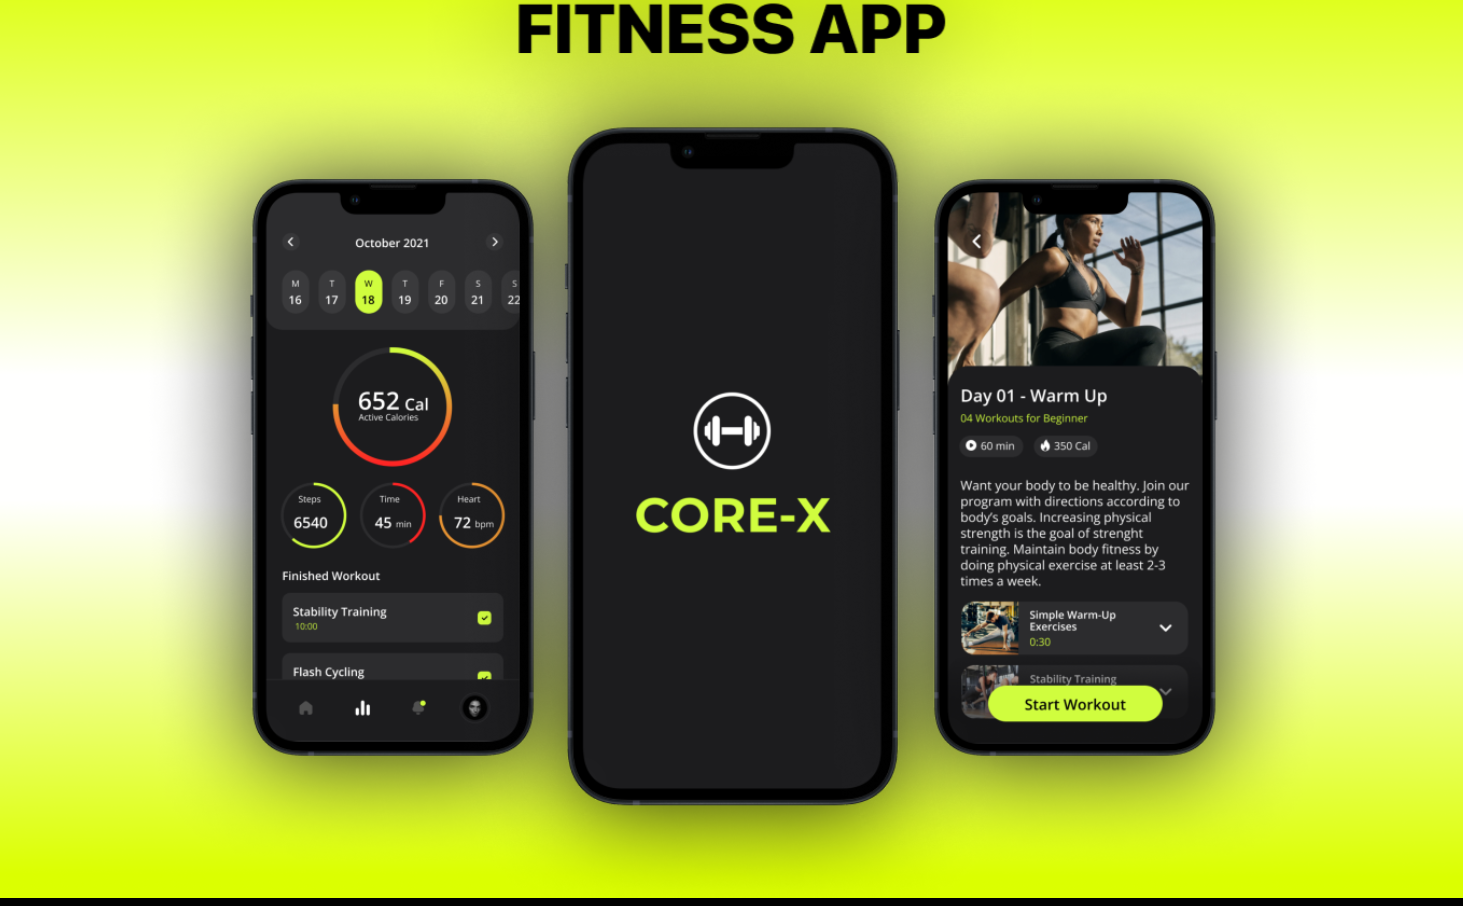 FITNESS APP
October 2021
M T W T F S S
16 17 18 19 20 21 22
652 Cal
Active Calories
Steps
6540
Time
45 min
Heart
72 bpm
Finished Workout
Stability Training
10:00
Flash Cycling
CORE-X
Day 01 - Warm Up
04 Workouts for Beginner
60 min
350 Cal
Want your body to be healthy. Join our
program with directions according to
body's goals. Increasing physical
strength is the goal of strenght
training. Maintain body fitness by
doing physical exercise at least 2-3
times a week.
Simple Warm-Up
Exercises
0:30
Stability Training
Start Workout